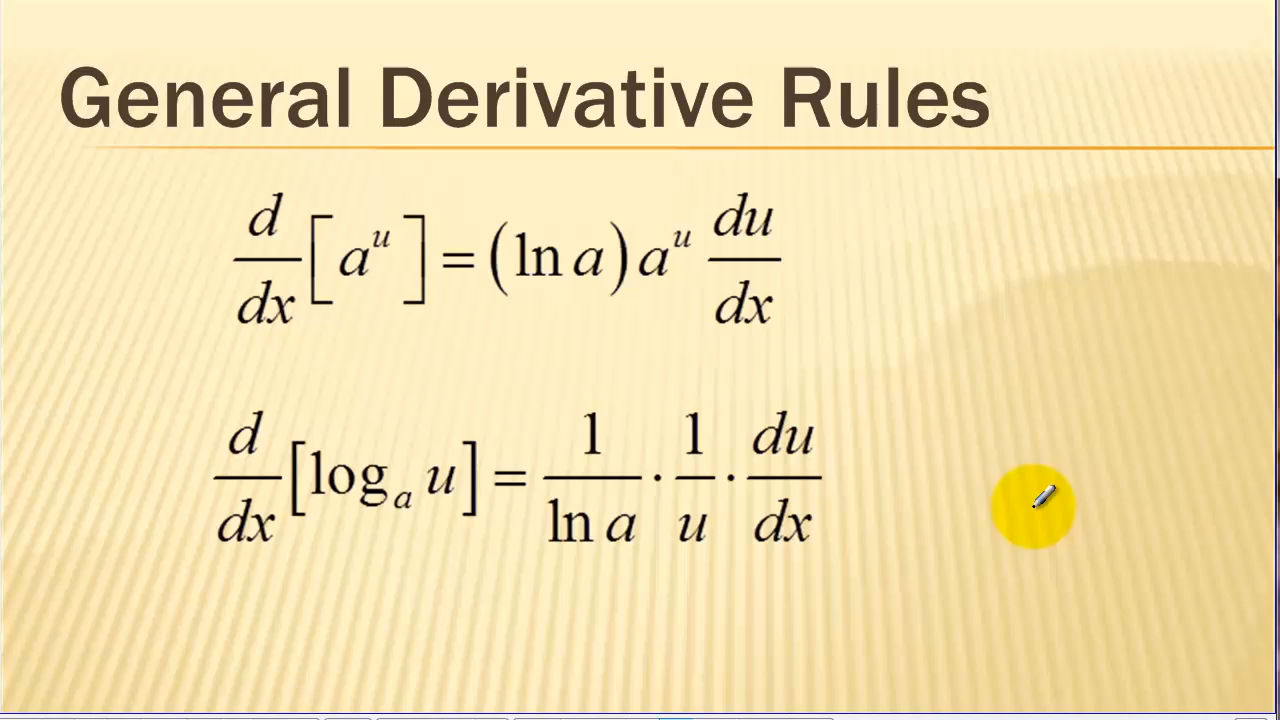 General Derivative Rules
d/dx [a^u] = (ln a) a^u du/dx
d/dx [log_a u] = 1/ln a · 1/u · du/dx